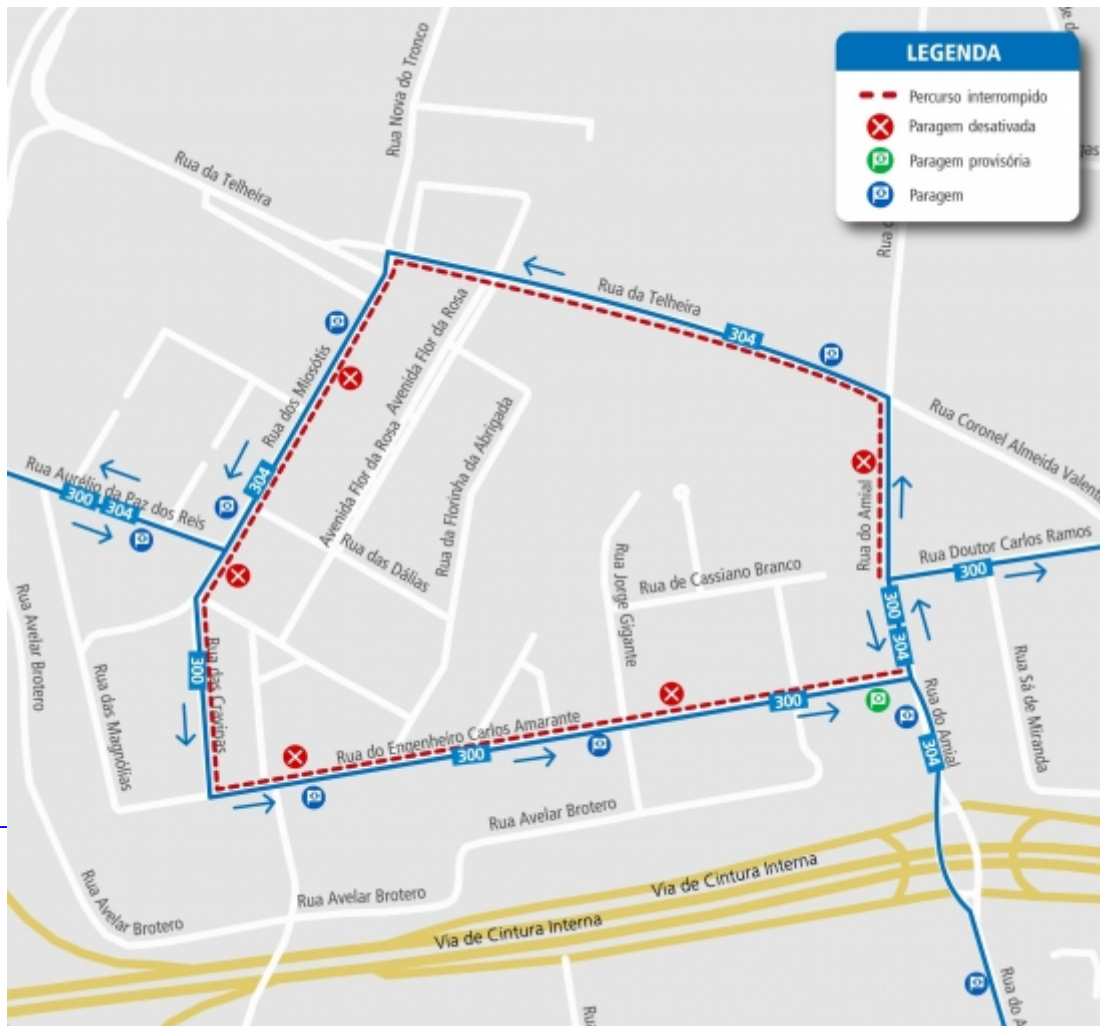 LEGENDA
Percurso interrompido
Paragem desativada
Paragem provisória
Paragem
Rua Nova do Tronco
Rua da Telheira
Rua da Telheira
304
Rua dos Miosótis
Avenida Flor da Rosa
Avenida Flor da Rosa
Rua da Florinha da Abrigada
Rua Coronel Almeida Valente
304
Rua Aurélio da Paz dos Reis
300
304
Rua das Dálias
Rua Jorge Gigante
Rua de Cassiano Branco
Rua do Amial
Rua Doutor Carlos Ramos
300
300
304
Rua Avelar Brotero
Rua das Magnólias
300
Rua das Cravinas
Rua do Engenheiro Carlos Amarante
300
300
Rua do Amial
304
Rua Sá de Miranda
Rua Avelar Brotero
Rua Avelar Brotero
Rua Avelar Brotero
Via de Cintura Interna
Via de Cintura Interna
Rua do A
Rua